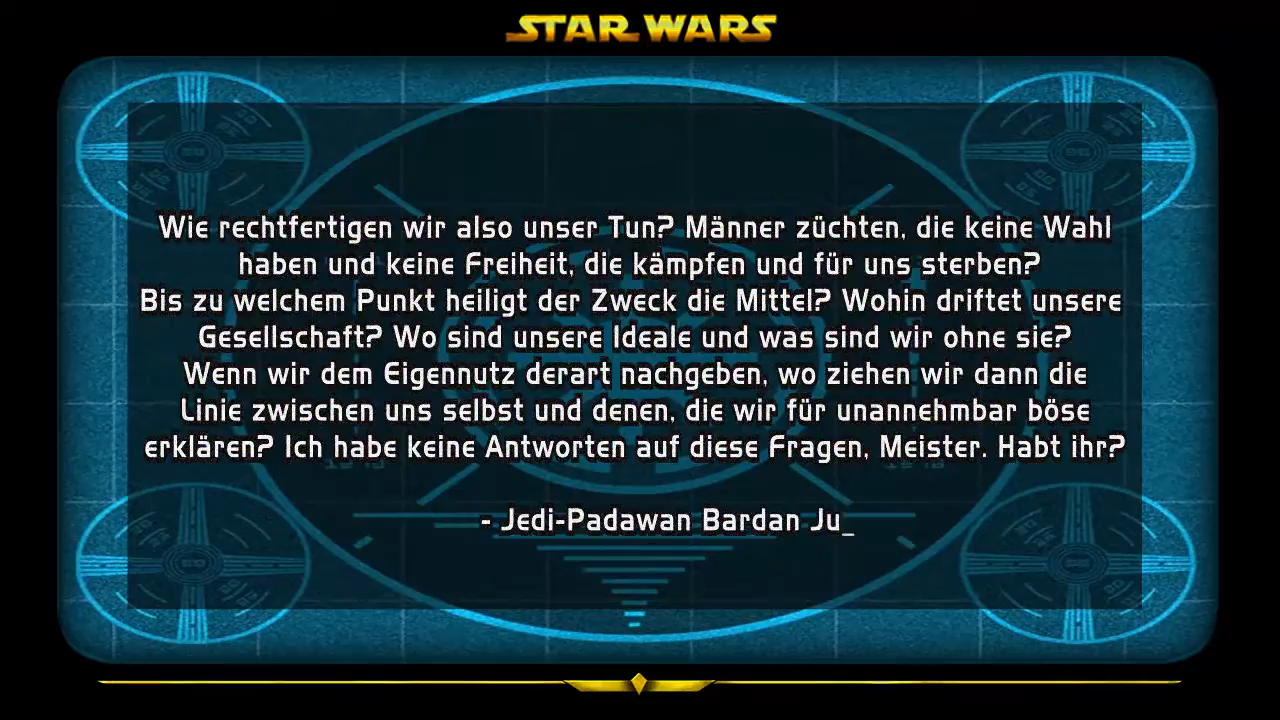 STAR WARS
Wie rechtfertigen wir also unser Tun? Männer züchten, die keine Wahl
haben und keine Freiheit, die kämpfen und für uns sterben?
Bis zu welchem Punkt heiligt der Zweck die Mittel? Wohin driftet unsere
Gesellschaft? Wo sind unsere Ideale und was sind wir ohne sie?
Wenn wir dem Eigennutz derart nachgeben, wo ziehen wir dann die
Linie zwischen uns selbst und denen, die wir für unannehmbar böse
erklären? Ich habe keine Antworten auf diese Fragen, Meister. Habt ihr?
- Jedi-Padawan Bardan Ju_